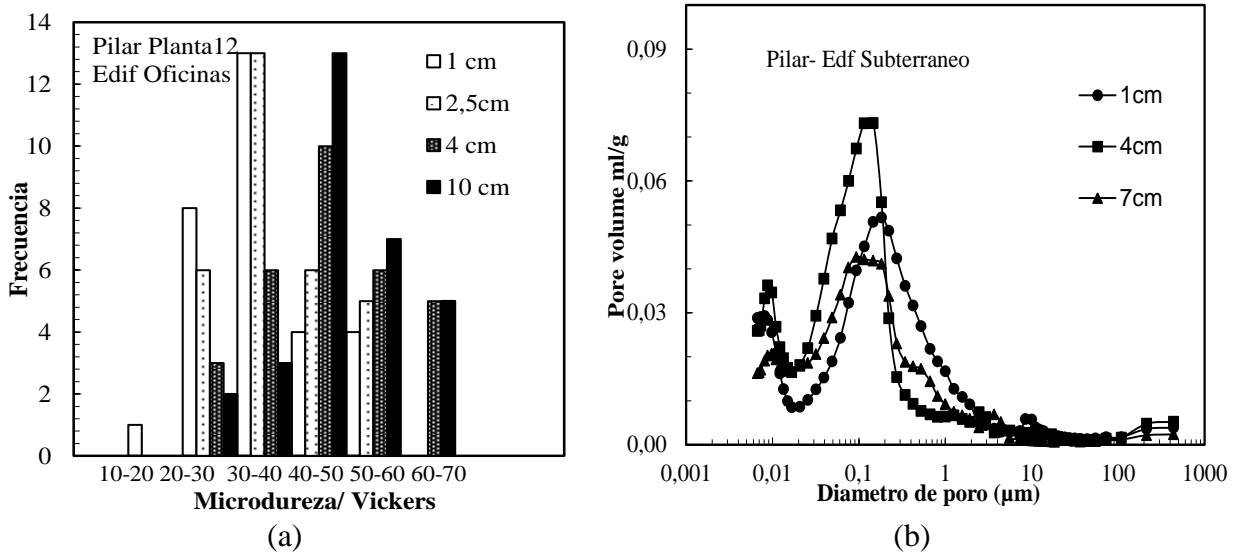 Pilar Planta12
Edif Oficinas
1 cm
2,5cm
4 cm
10 cm
Frecuencia
14
12
10
8
6
4
2
0
10-20 20-30 30-40 40-50 50-60 60-70
Microdureza/ Vickers
(a)
Pilar- Edf Subterraneo
1cm
4cm
7cm
Pore volume ml/g
0,09
0,06
0,03
0,00
0,001 0,01 0,1 1 10 100 1000
Diametro de poro (µm)
(b)